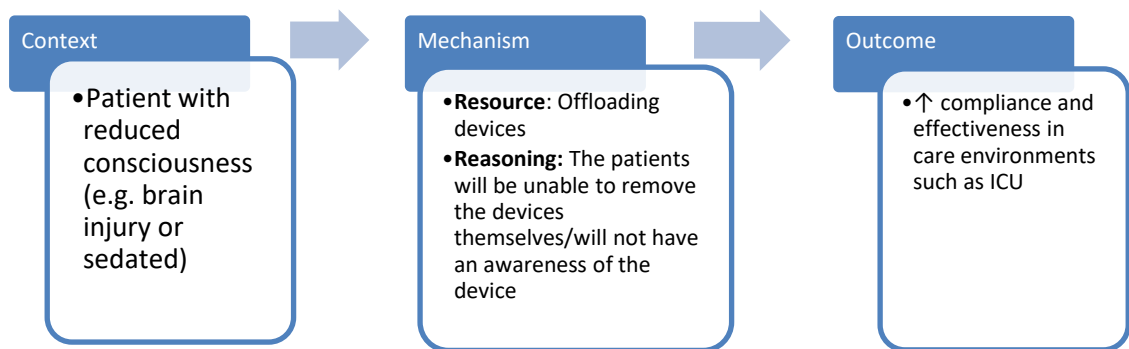 Context
•Patient with
reduced
consciousness
(e.g. brain
injury or
sedated)
Mechanism
•Resource: Offloading
devices
•Reasoning: The patients
will be unable to remove
the devices
themselves/will not have
an awareness of the
device
Outcome
•↑ compliance and
effectiveness in
care environments
such as ICU